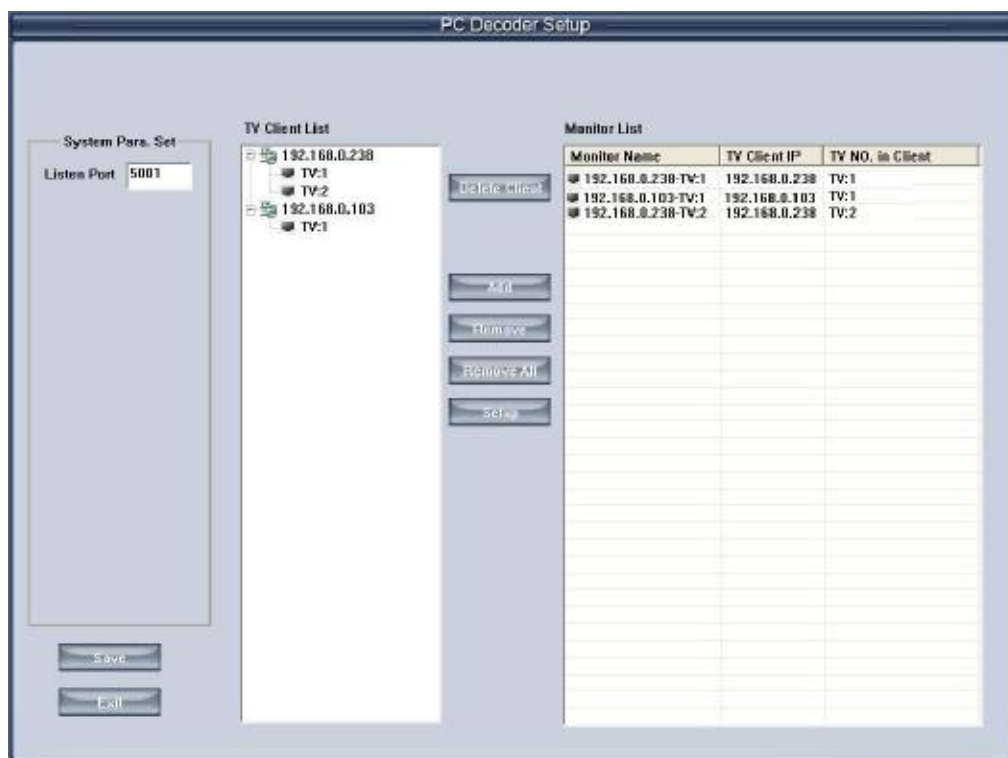 PC Decoder Setup
System Para. Set
Listen Port 5001
TV Client List
192.168.0.238
TV:1
TV:2
192.168.0.103
TV:1
Delete Client
Add
Remove
Remove All
Setup
Monitor List
Monitor Name TV Client IP TV NO. in Client
192.168.0.238-TV:1 192.168.0.238 TV:1
192.168.0.103-TV:1 192.168.0.103 TV:1
192.168.0.238-TV:2 192.168.0.238 TV:2
Save
Exit